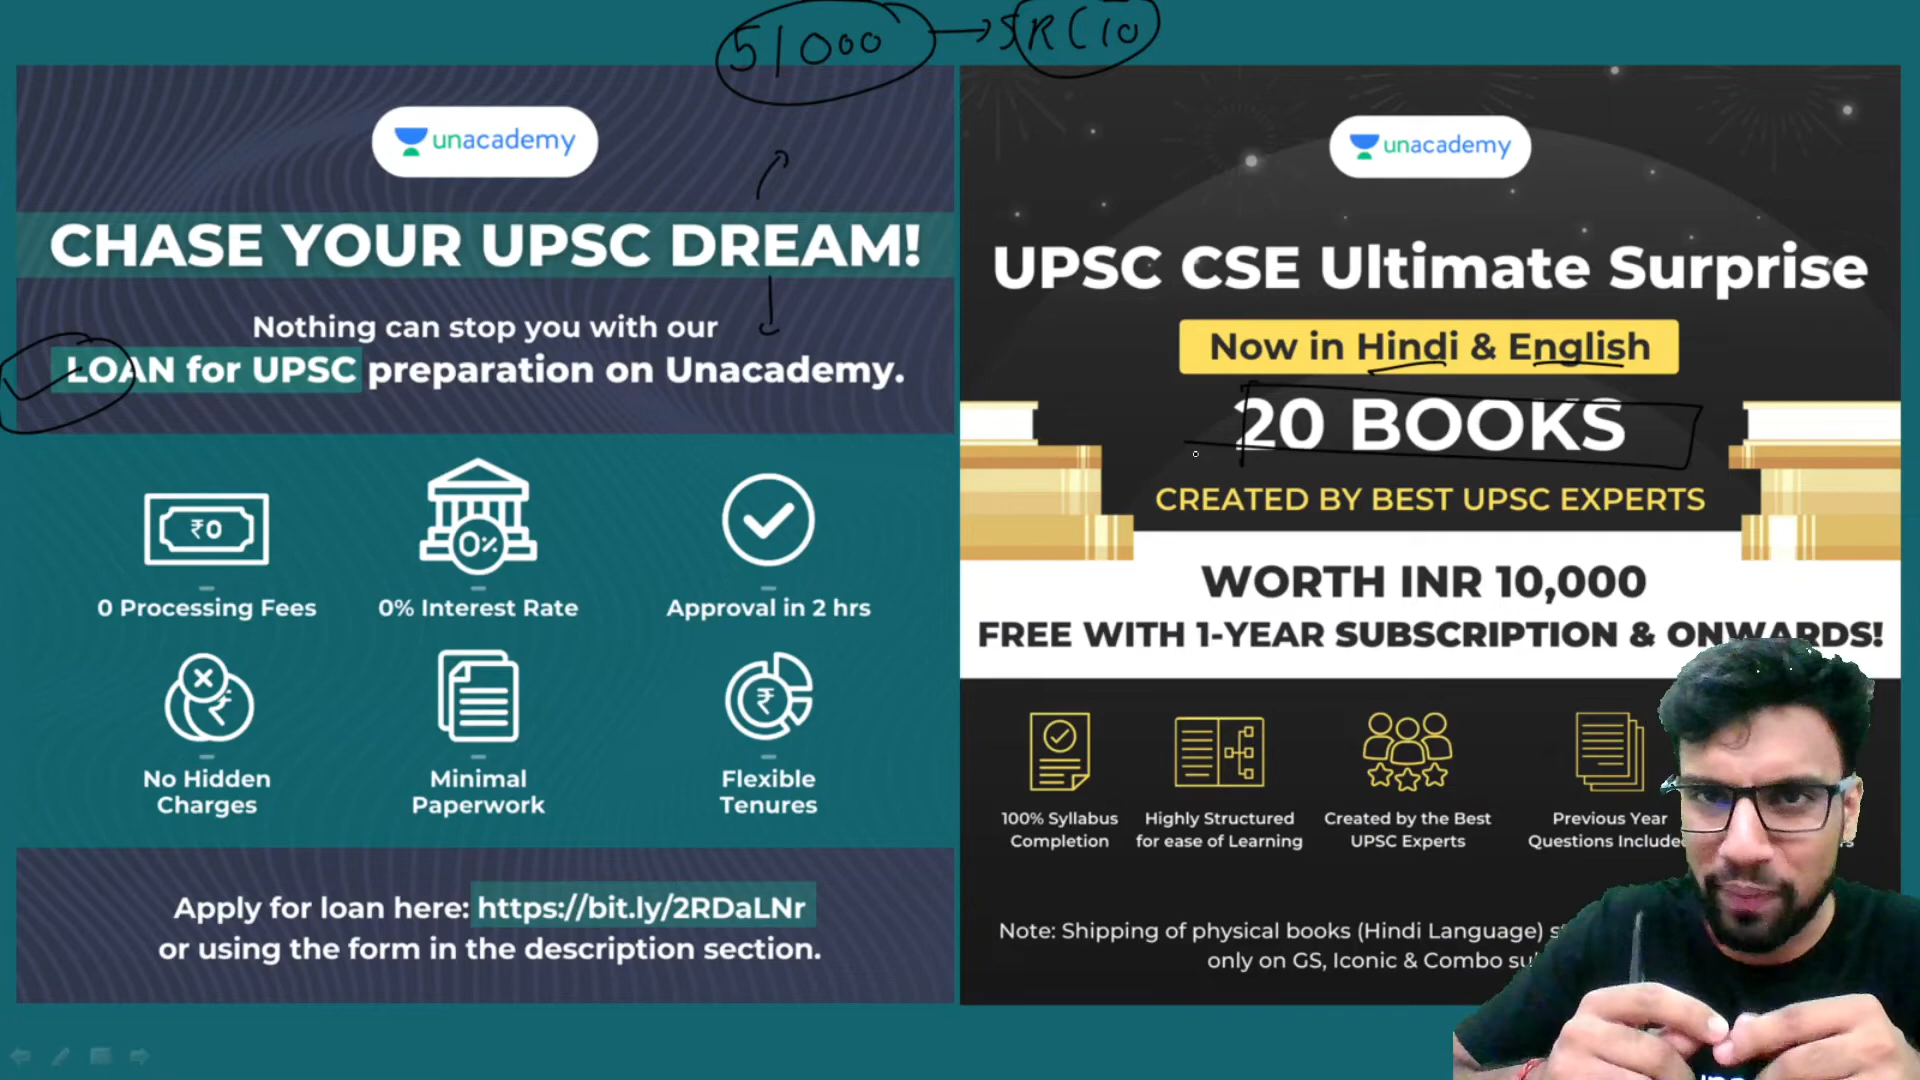 51000 → SRC10
unacademy
CHASE YOUR UPSC DREAM!
Nothing can stop you with our
LOAN for UPSC preparation on Unacademy.
₹0
0%
0 Processing Fees
0% Interest Rate
Approval in 2 hrs
₹
₹
No Hidden
Charges
Minimal
Paperwork
Flexible
Tenures
Apply for loan here: https://bit.ly/2RDaLNr
or using the form in the description section.
unacademy
UPSC CSE Ultimate Surprise
Now in Hindi & English
20 BOOKS
CREATED BY BEST UPSC EXPERTS
WORTH INR 10,000
FREE WITH 1-YEAR SUBSCRIPTION & ONWARDS!
100% Syllabus
Completion
Highly Structured
for ease of Learning
Created by the Best
UPSC Experts
Previous Year
Questions Include
Note: Shipping of physical books (Hindi Language)
only on GS, Iconic & Combo